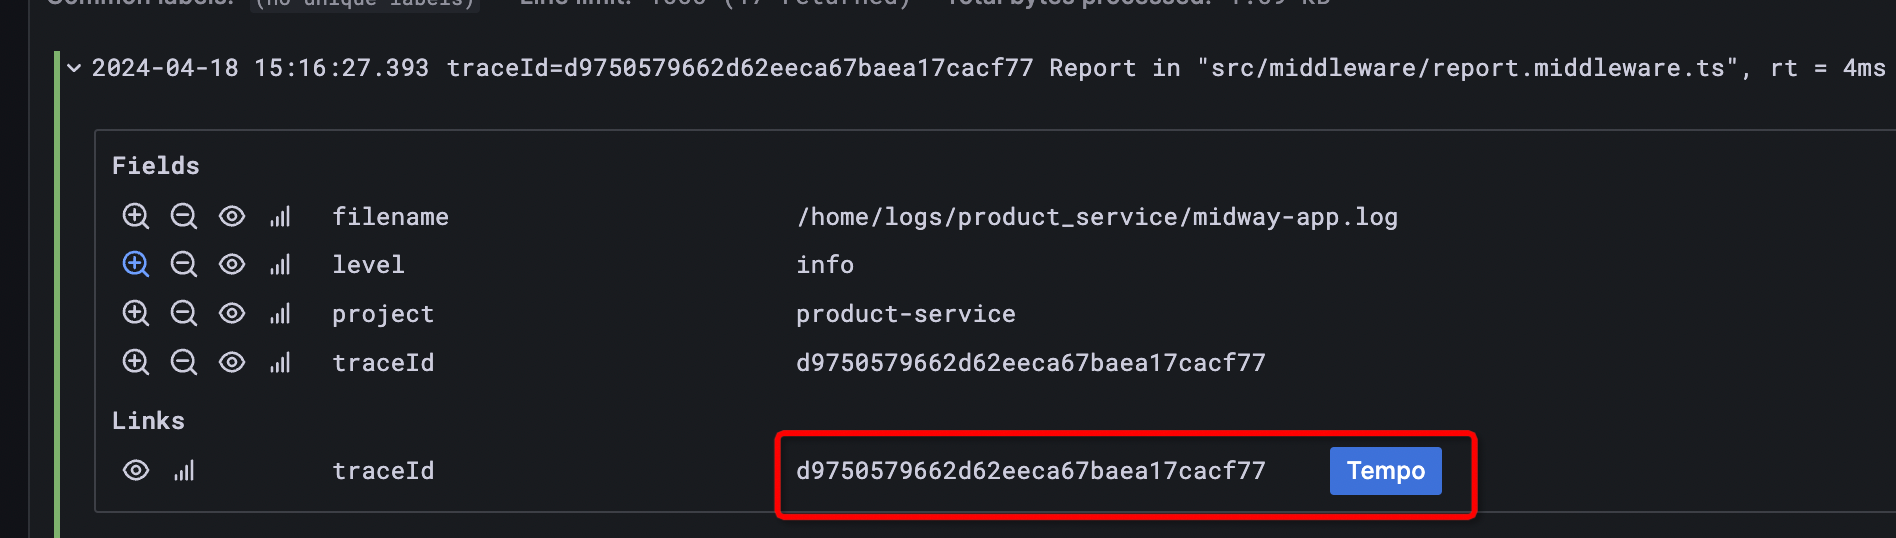 Common labels: (no unique labels) Line limit: 1000 (17 returned) Total bytes processed: 1.69 kB
2024-04-18 15:16:27.393 traceId=d9750579662d62eeca67baea17cacf77 Report in "src/middleware/report.middleware.ts", rt = 4ms
Fields
filename /home/logs/product_service/midway-app.log
level info
project product-service
traceId d9750579662d62eeca67baea17cacf77
Links
traceId d9750579662d62eeca67baea17cacf77 Tempo